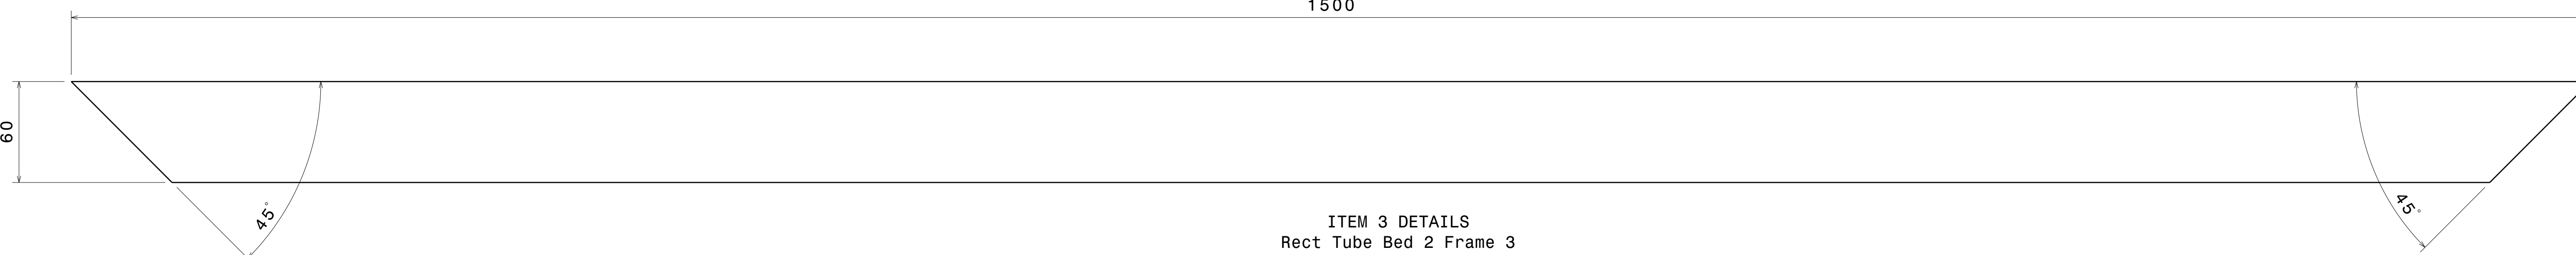 1500
60
45°
45°
ITEM 3 DETAILS
Rect Tube Bed 2 Frame 3